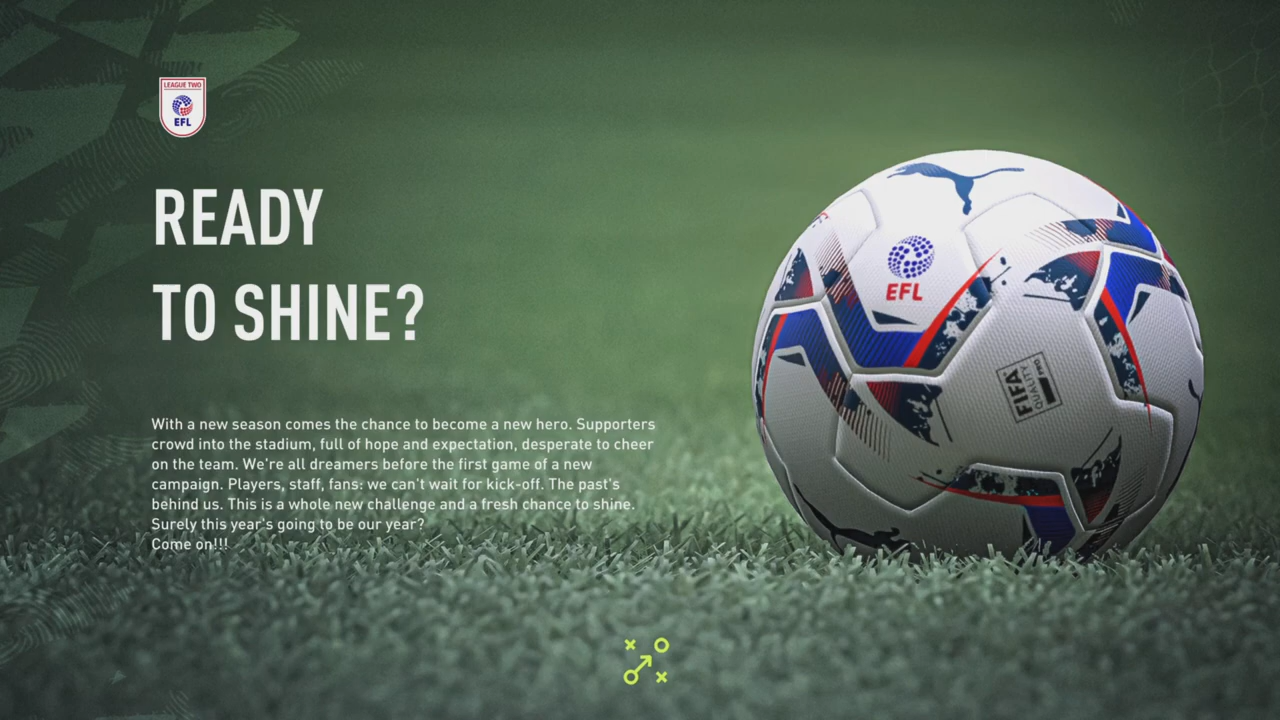 LEAGUE TWO
EFL
READY
TO SHINE?
With a new season comes the chance to become a new hero. Supporters
crowd into the stadium, full of hope and expectation, desperate to cheer
on the team. We're all dreamers before the first game of a new
campaign. Players, staff, fans: we can't wait for kick-off. The past's
behind us. This is a whole new challenge and a fresh chance to shine.
Surely this year's going to be our year?
Come on!!!
EFL
FIFA
QUALITY PRO